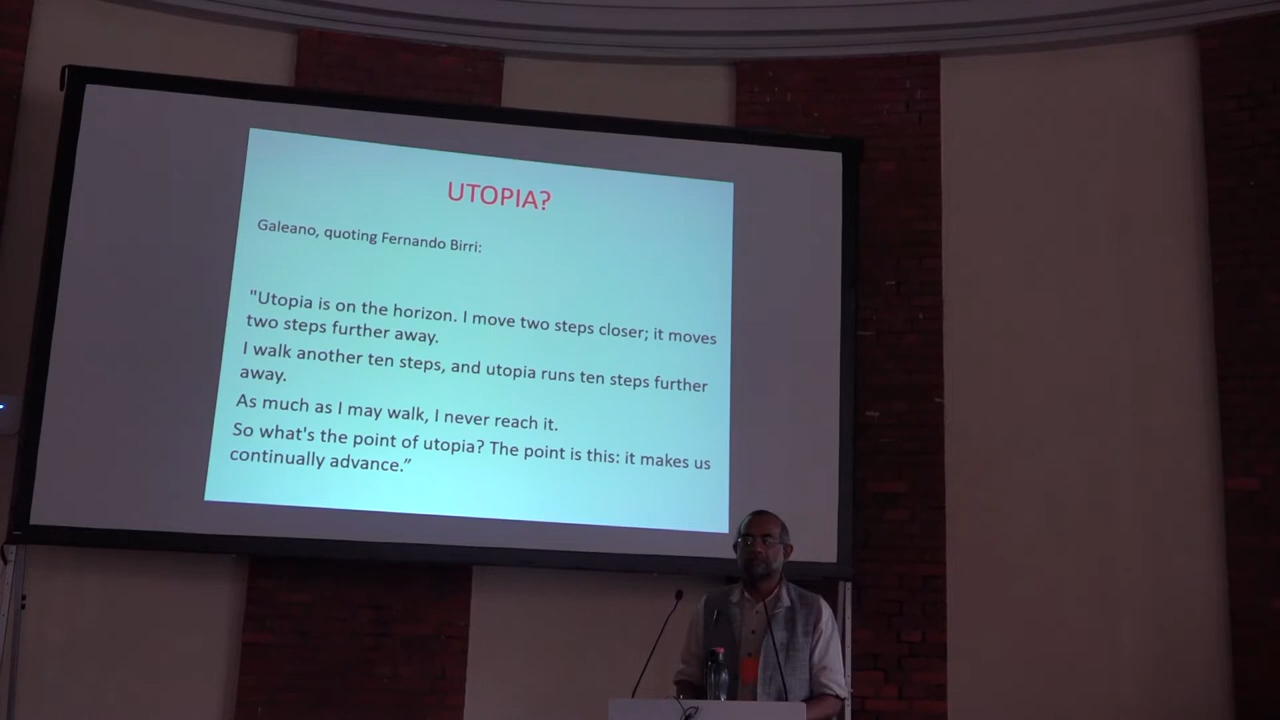 UTOPIA?
Galeano, quoting Fernando Birri:
"Utopia is on the horizon. I move two steps closer; it moves
two steps further away.
I walk another ten steps, and utopia runs ten steps further
away.
As much as I may walk, I never reach it.
So what's the point of utopia? The point is this: it makes us
continually advance.”